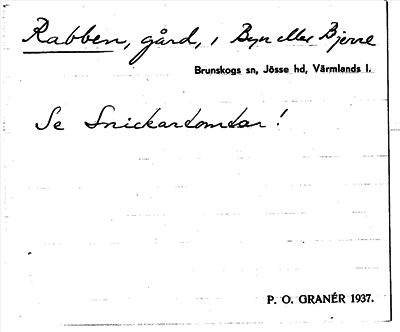 Rabben, gård, i Byn eller Bjerne
Brunskogs sn, Jösse hd, Värmlands l.
Se Snickartomtar!
P. O. GRANÉR 1937.